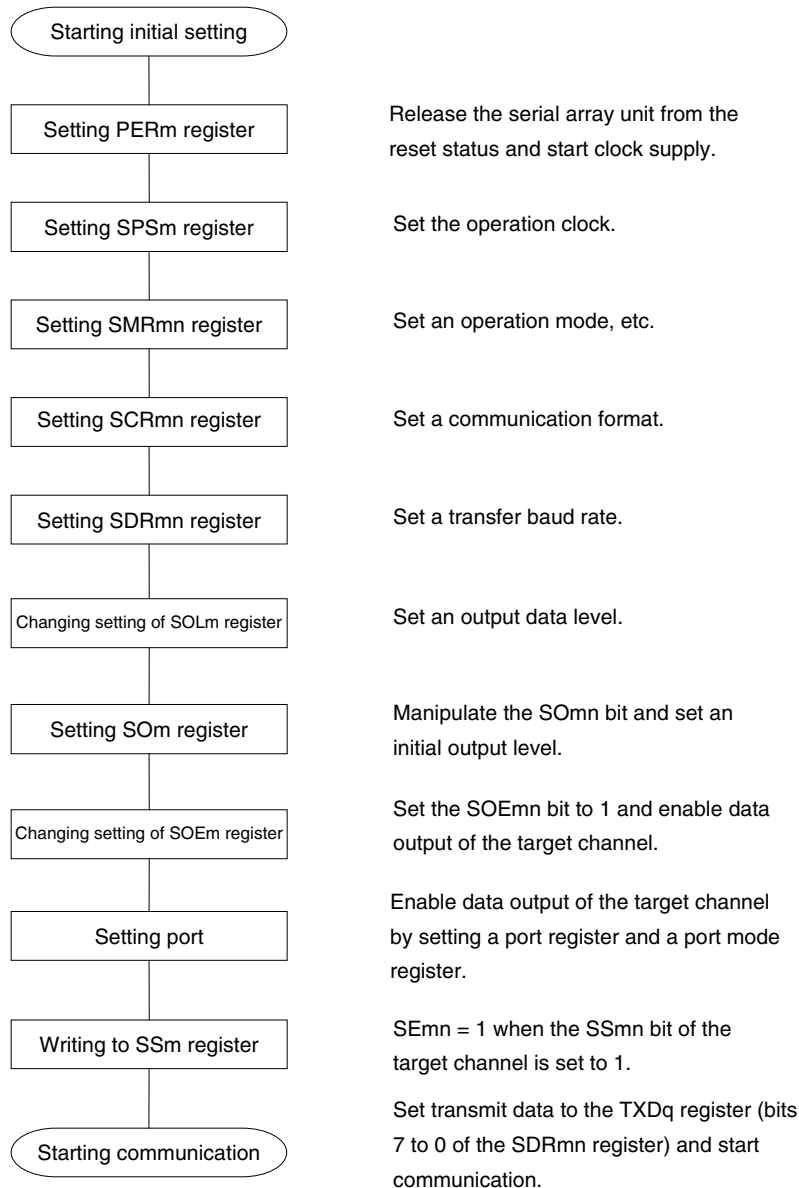 Starting initial setting
Setting PERm register
Release the serial array unit from the
reset status and start clock supply.
Setting SPSm register
Set the operation clock.
Setting SMRmn register
Set an operation mode, etc.
Setting SCRmn register
Set a communication format.
Setting SDRmn register
Set a transfer baud rate.
Changing setting of SOLm register
Set an output data level.
Setting SOm register
Manipulate the SOmn bit and set an
initial output level.
Changing setting of SOEm register
Set the SOEmn bit to 1 and enable data
output of the target channel.
Setting port
Enable data output of the target channel
by setting a port register and a port mode
register.
Writing to SSm register
SEmn = 1 when the SSmn bit of the
target channel is set to 1.
Starting communication
Set transmit data to the TXDq register (bits
7 to 0 of the SDRmn register) and start
communication.